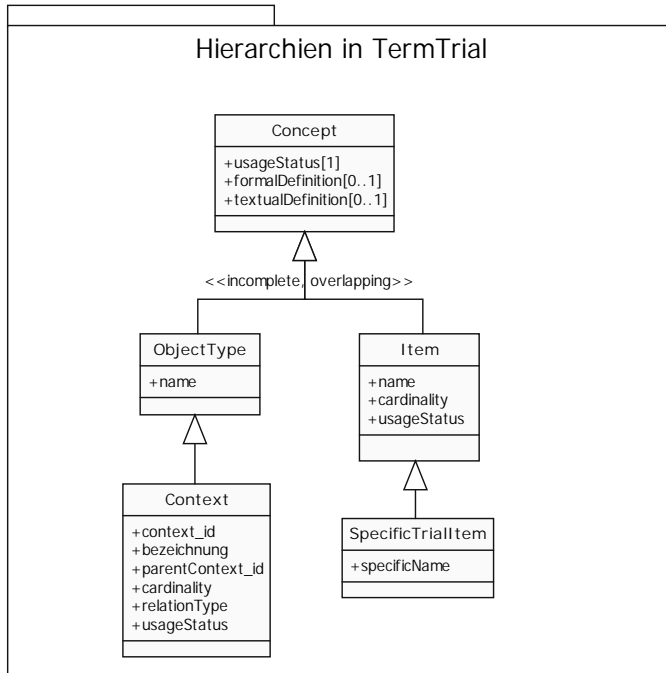 Hierarchien in TermTrial
Concept
+usageStatus[1]
+formalDefinition[0..1]
+textualDefinition[0..1]
<<incomplete, overlapping>>
ObjectType
+name
Item
+name
+cardinality
+usageStatus
Context
+context_id
+bezeichnung
+parentContext_id
+cardinality
+relationType
+usageStatus
SpecificTrialItem
+specificName